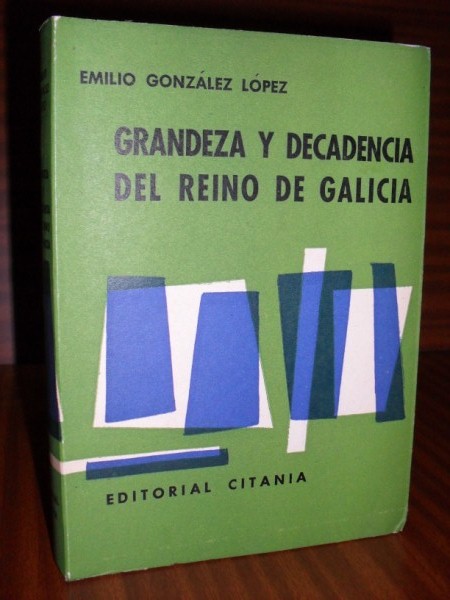 EMILIO GONZÁLEZ LÓPEZ
GRANDEZA Y DECADENCIA
DEL REINO DE GALICIA
EDITORIAL CITANIA